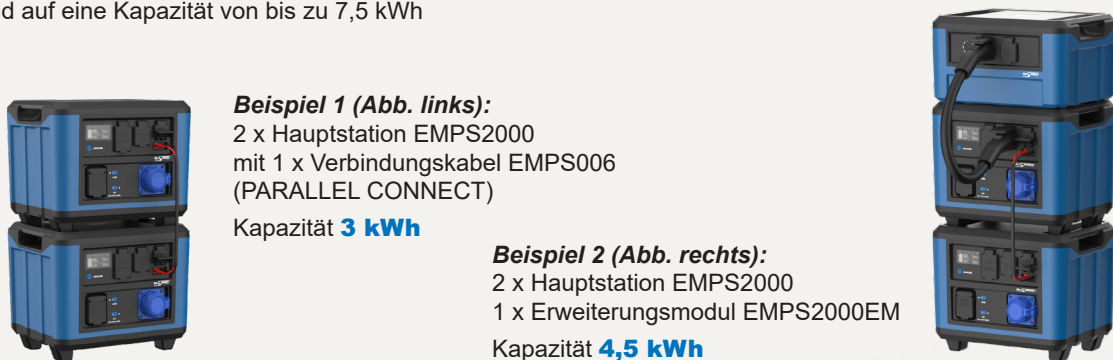 d auf eine Kapazität von bis zu 7,5 kWh
Beispiel 1 (Abb. links):
2 x Hauptstation EMPS2000
mit 1 x Verbindungskabel EMPS006
(PARALLEL CONNECT)
Kapazität 3 kWh
Beispiel 2 (Abb. rechts):
2 x Hauptstation EMPS2000
1 x Erweiterungsmodul EMPS2000EM
Kapazität 4,5 kWh